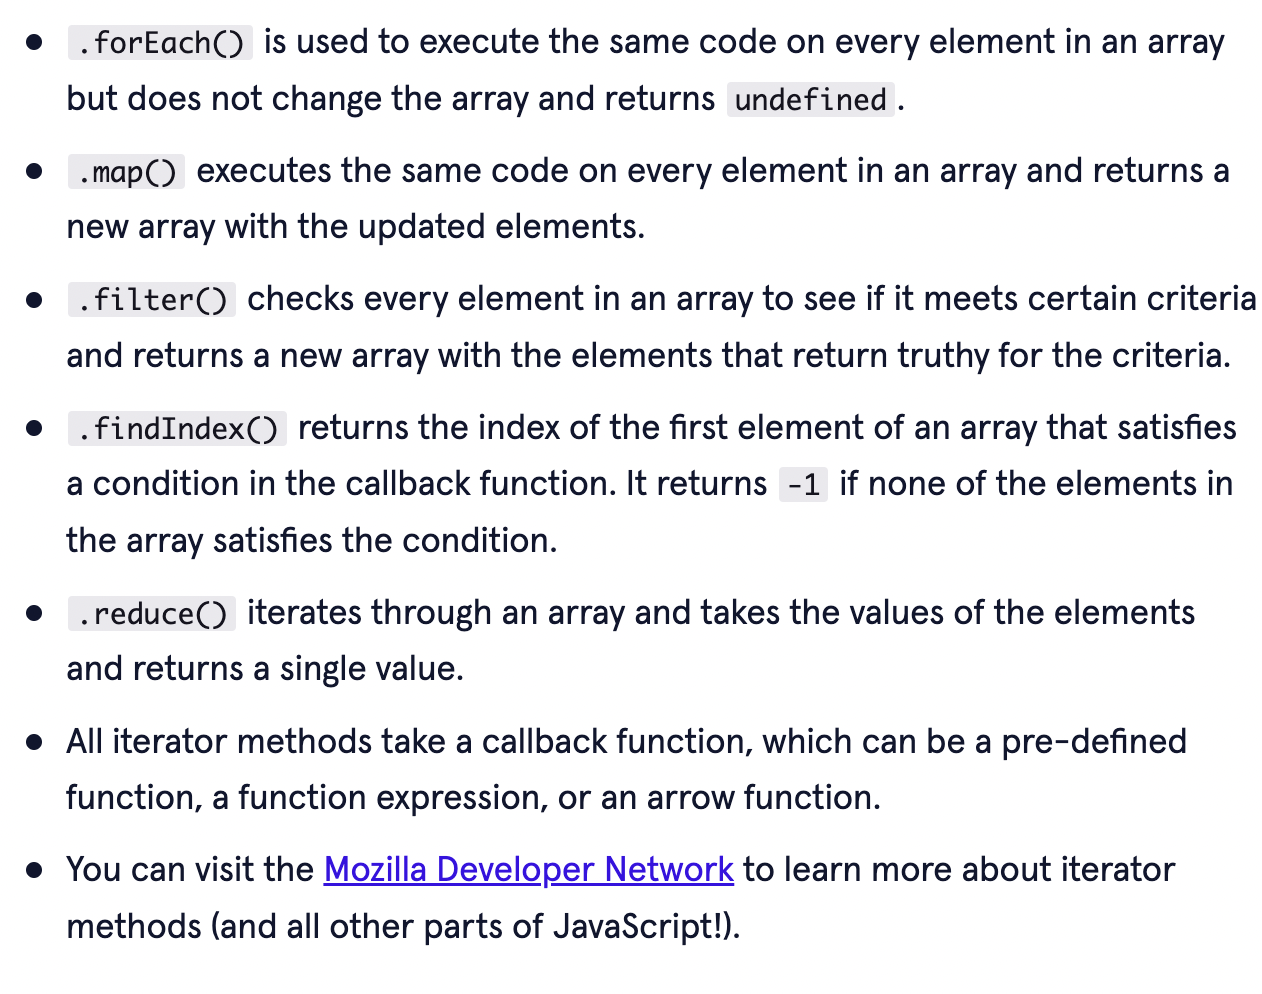 • .forEach() is used to execute the same code on every element in an array
but does not change the array and returns undefined.
• .map() executes the same code on every element in an array and returns a
new array with the updated elements.
• .filter() checks every element in an array to see if it meets certain criteria
and returns a new array with the elements that return truthy for the criteria.
• .findIndex() returns the index of the first element of an array that satisfies
a condition in the callback function. It returns -1 if none of the elements in
the array satisfies the condition.
• .reduce() iterates through an array and takes the values of the elements
and returns a single value.
• All iterator methods take a callback function, which can be a pre-defined
function, a function expression, or an arrow function.
• You can visit the Mozilla Developer Network to learn more about iterator
methods (and all other parts of JavaScript!).